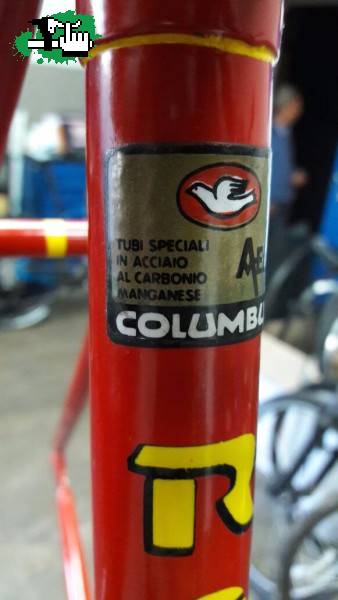 TUBI SPECIALI
IN ACCIAIO
AL CARBONIO
MANGANESE
COLUMBU